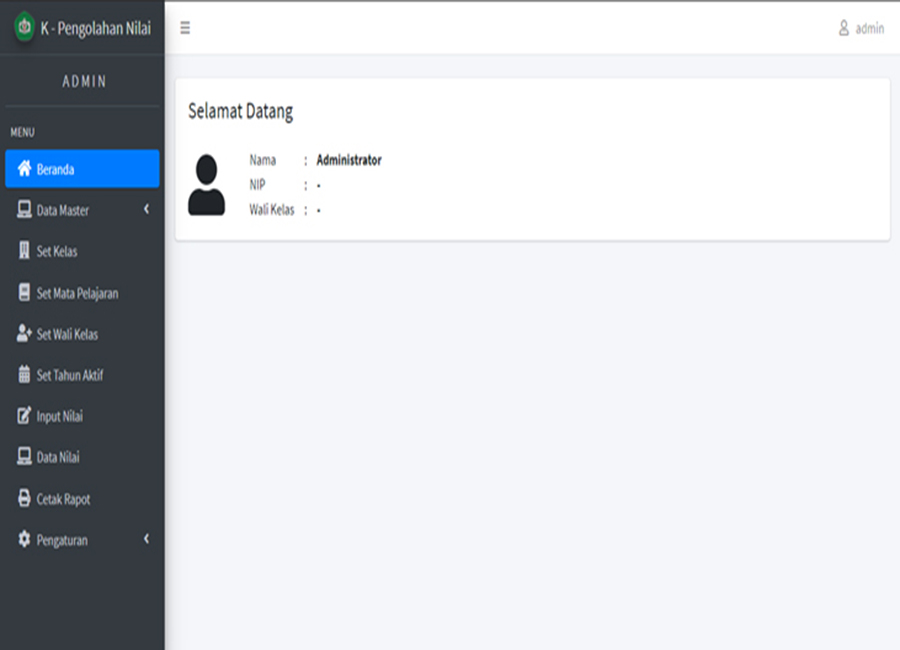 K - Pengolahan Nilai
admin
ADMIN
MENU
Beranda
Data Master
Set Kelas
Set Mata Pelajaran
Set Wali Kelas
Set Tahun Aktif
Input Nilai
Data Nilai
Cetak Rapot
Pengaturan
Selamat Datang
Nama : Administrator
NIP : -
Wali Kelas : -